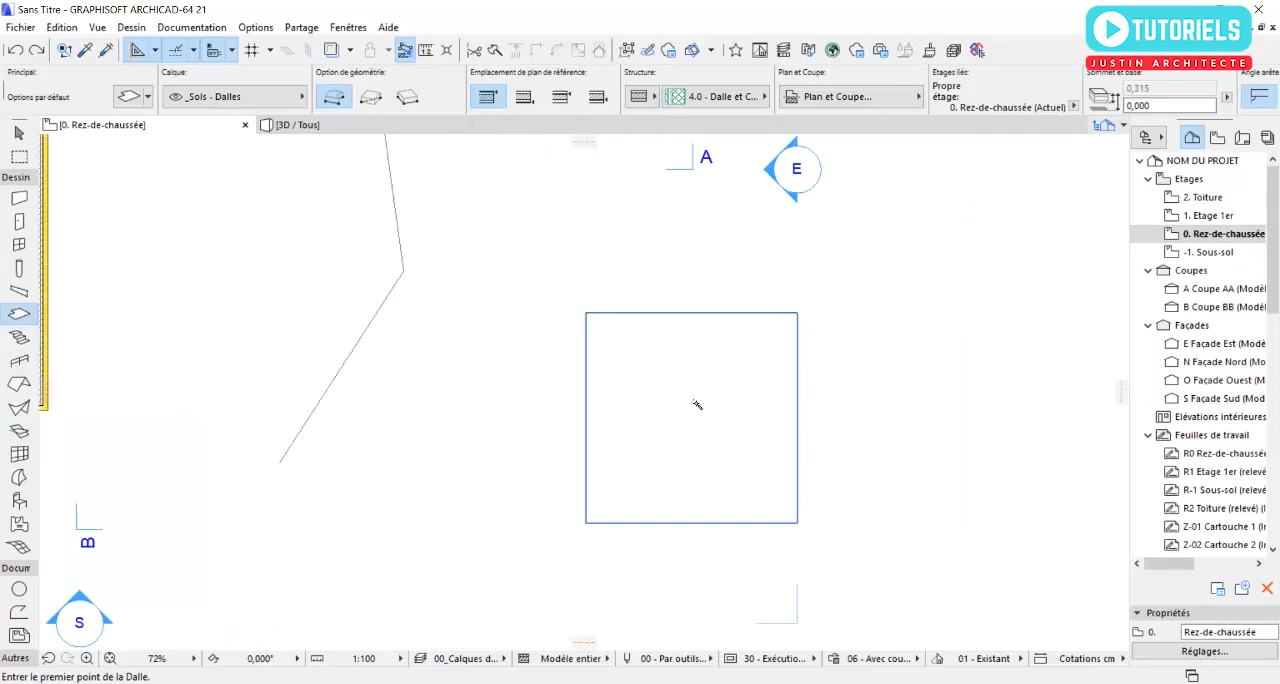 Sans Titre - GRAPHISOFT ARCHICAD-64 21
Fichier Edition Vue Dessin Documentation Options Partage Fenêtres Aide
TUTORIELS
JUSTIN ARCHITECTE
Principal: Calque: Option de géométrie: Emplacement de plan de référence: Structure: Plan et Coupe: Etages liés: Sommet et base: Angle arête
Options par défaut _Sols - Dalles 4.0 - Dalle et C... Plan et Coupe... Propre étage: 0. Rez-de-chaussée (Actuel) 0,315 0,000
[0. Rez-de-chaussée] [3D / Tous]
Dessin
Docum
Autres
A
E
B
S
NOM DU PROJET
Etages
2. Toiture
1. Etage 1er
0. Rez-de-chaussée
-1. Sous-sol
Coupes
A Coupe AA (Modèl
B Coupe BB (Modèl
Façades
E Façade Est (Modè
N Façade Nord (Mo
O Façade Ouest (M
S Façade Sud (Mod
Elévations intérieures
Feuilles de travail
R0 Rez-de-chaussée
R1 Etage 1er (relev
R-1 Sous-sol (relevé
R2 Toiture (relevé) (I
Z-01 Cartouche 1 (I
Z-02 Cartouche 2 (I
Propriétés
0. Rez-de-chaussée
Réglages...
72% 0,000° 1:100 00_Calques d... Modèle entier 00 - Par outils... 30 - Exécutio... 06 - Avec cou... 01 - Existant Cotations cm
Entrer le premier point de la Dalle.